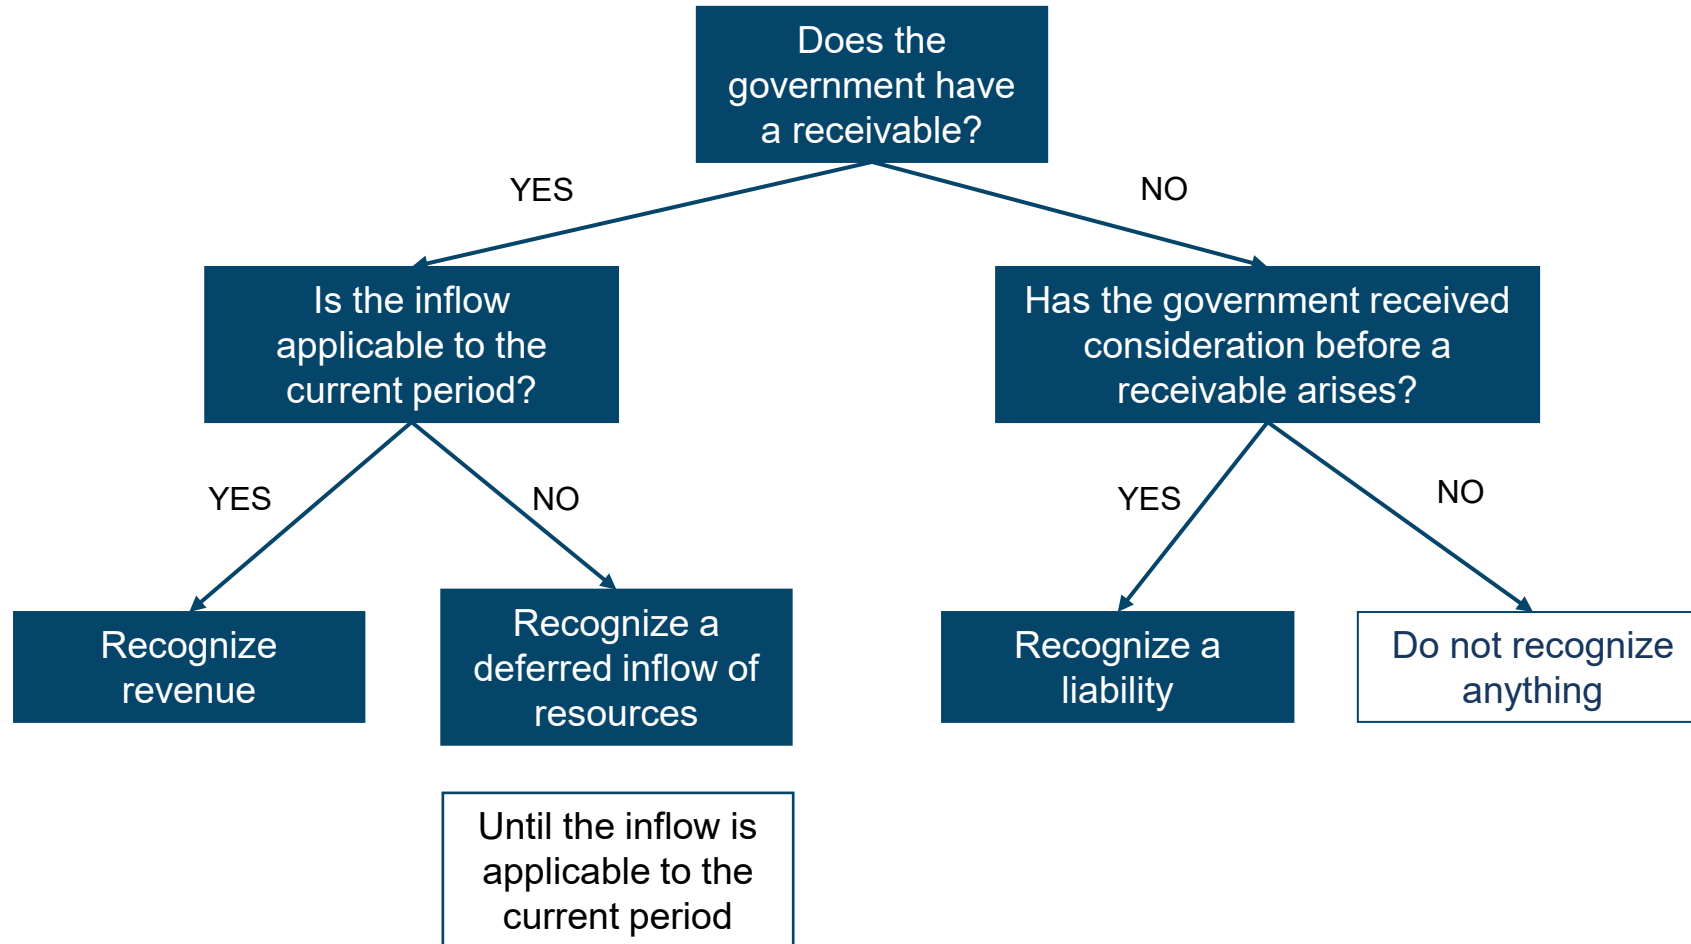 Does the
government have
a receivable?
YES
NO
Is the inflow
applicable to the
current period?
Has the government received
consideration before a
receivable arises?
YES
NO
YES
NO
Recognize
revenue
Recognize a
deferred inflow of
resources
Recognize a
liability
Do not recognize
anything
Until the inflow is
applicable to the
current period